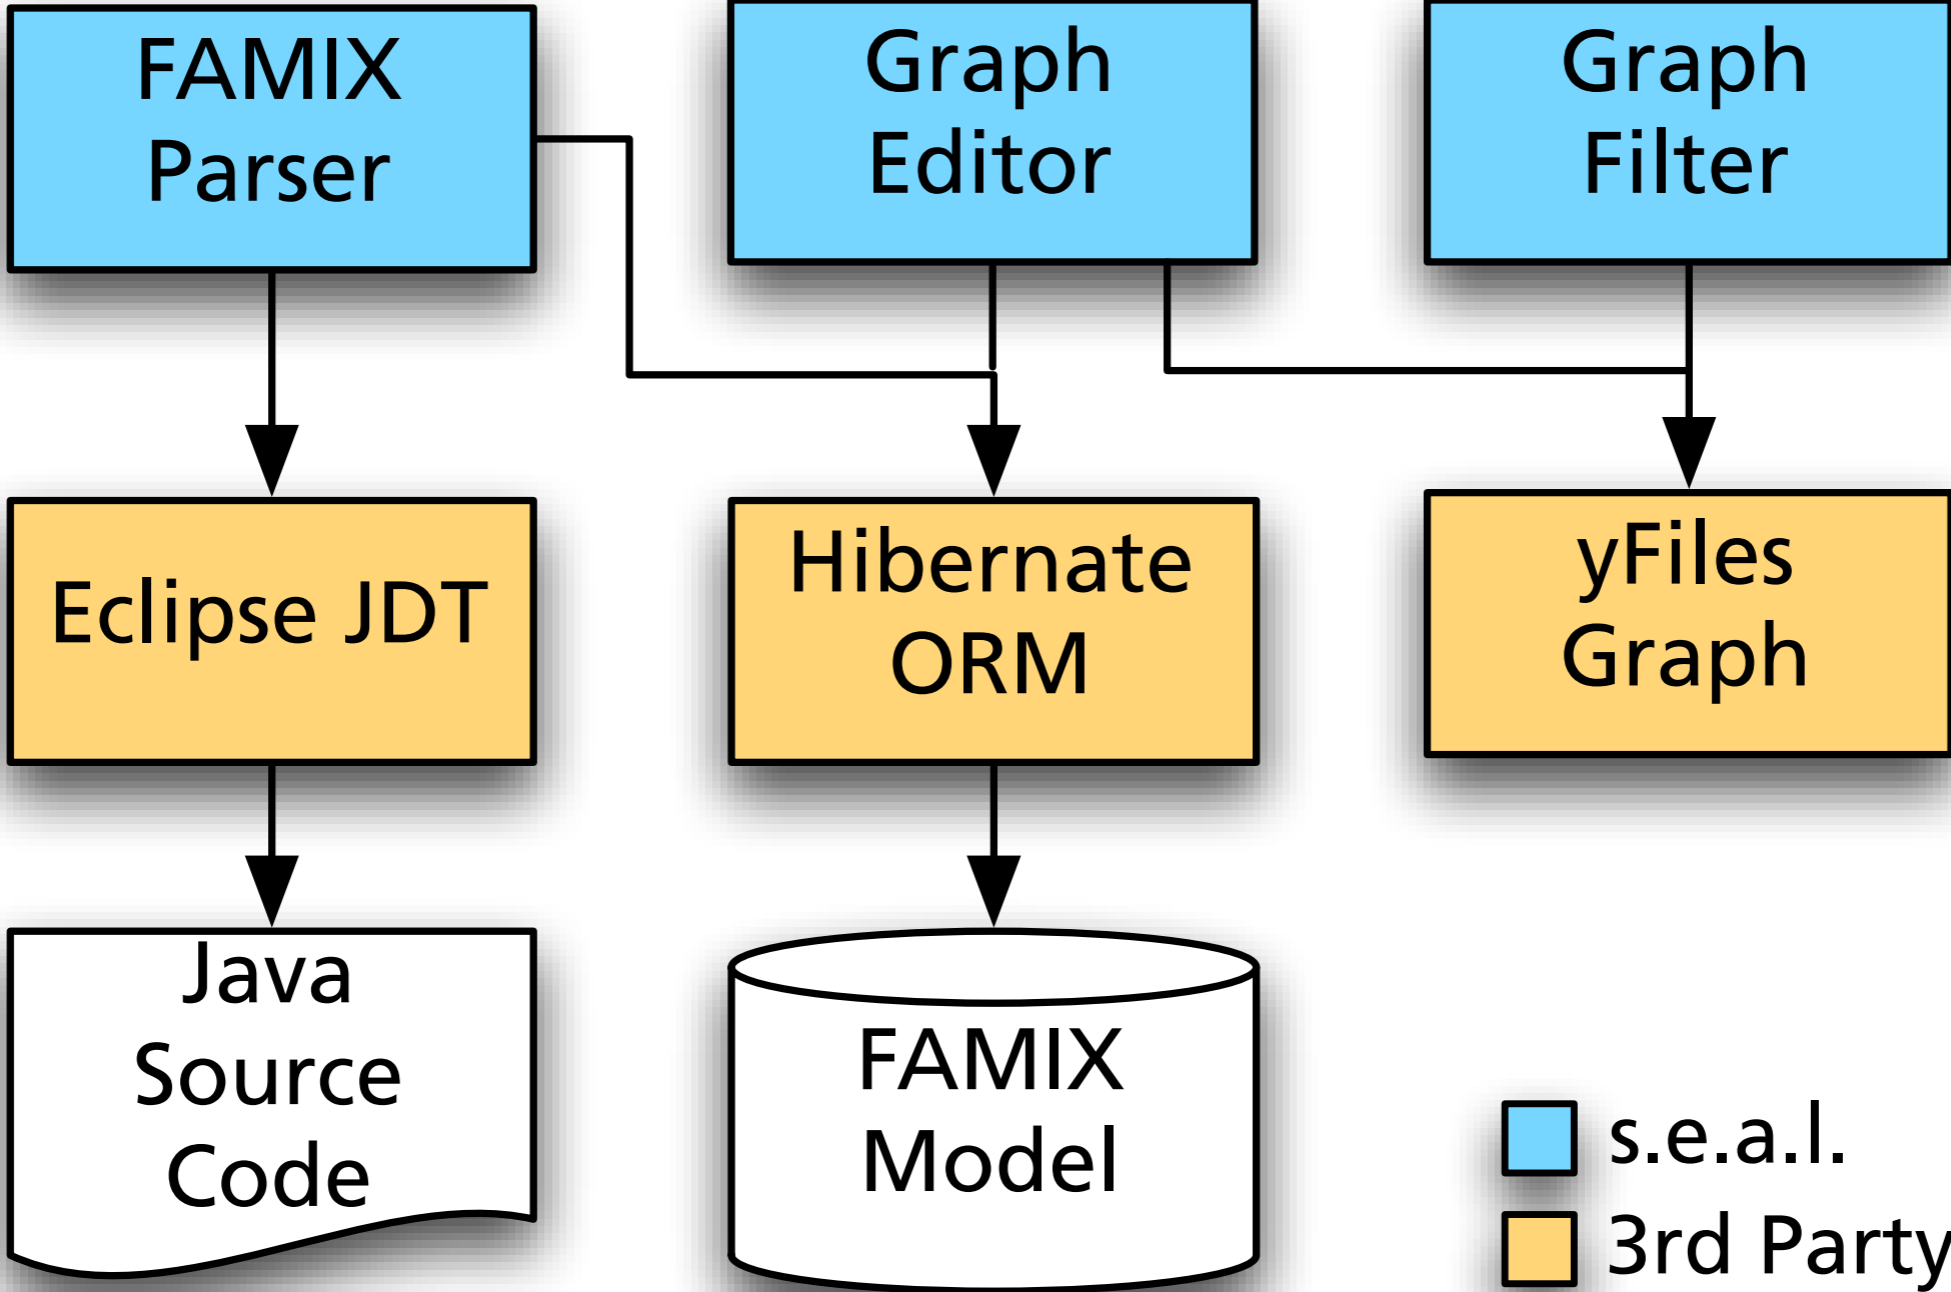 FAMIX
Parser
Graph
Editor
Graph
Filter
Eclipse JDT
Hibernate
ORM
yFiles
Graph
Java
Source
Code
FAMIX
Model
s.e.a.l.
3rd Party